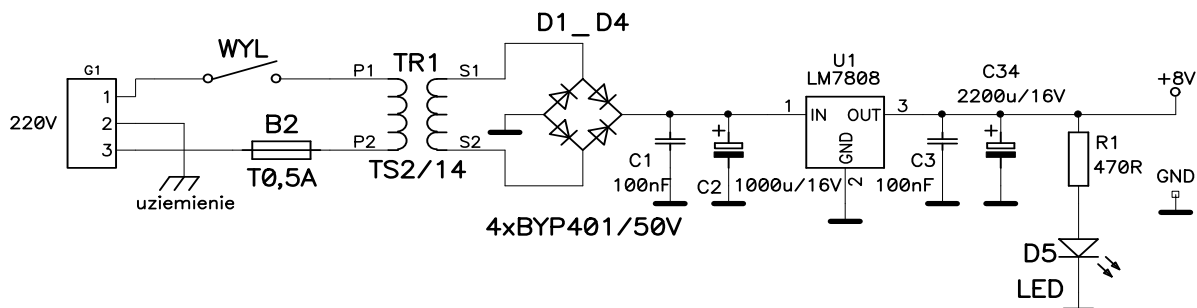 D1_D4
WYL
G1
220V
1
2
3
P1
P2
TR1
S1
S2
TS2/14
B2
T0,5A
uziemienie
4xBYP401/50V
C1
100nF
+
C2
1000u/16V
U1
LM7808
1
IN
OUT
3
GND
2
C3
100nF
C34
2200u/16V
+
R1
470R
+8V
GND
D5
LED